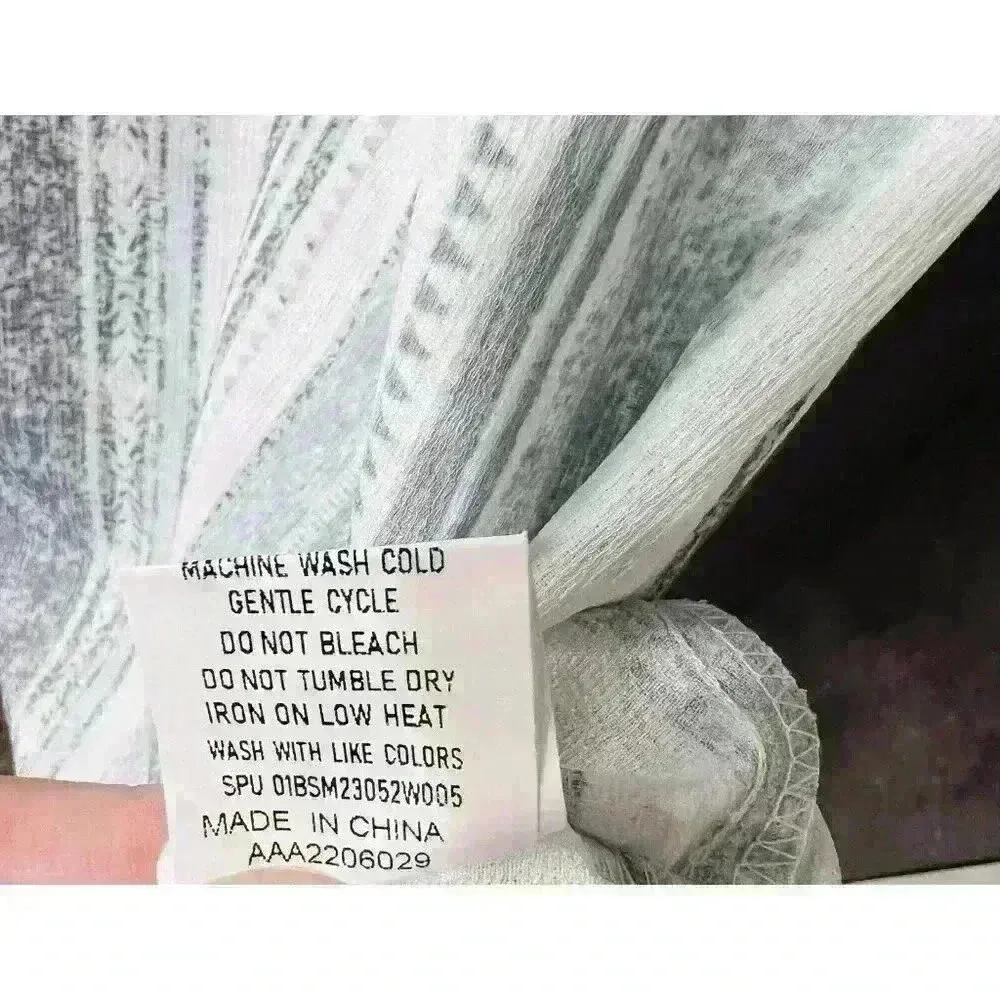 MACHINE WASH COLD
GENTLE CYCLE
DO NOT BLEACH
DO NOT TUMBLE DRY
IRON ON LOW HEAT
WASH WITH LIKE COLORS
SPU 01BSM23052W005
MADE IN CHINA
AAA2206029